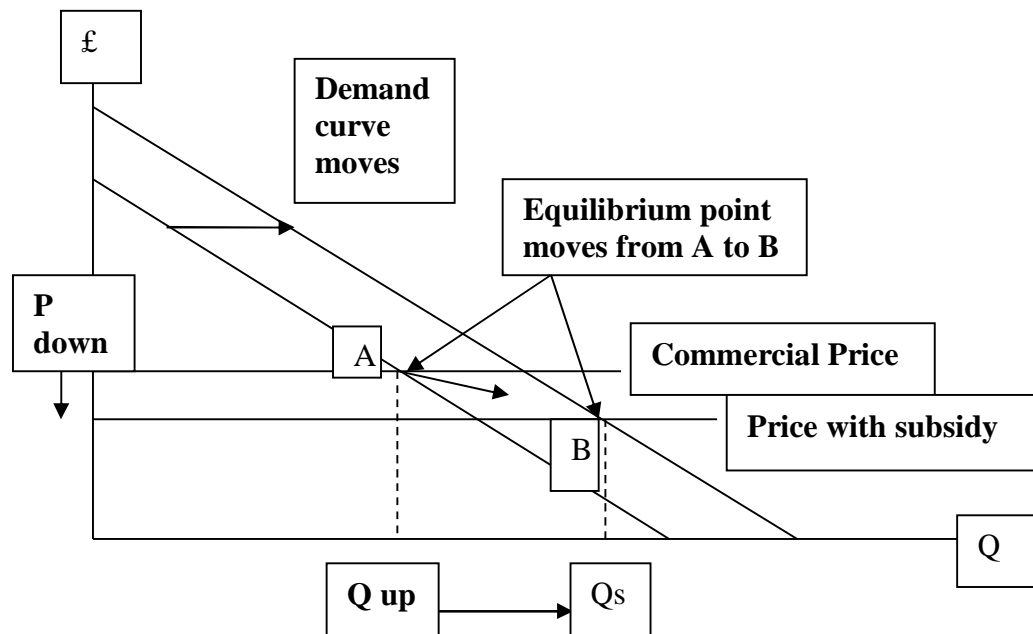 £
Demand
curve
moves
Equilibrium point
moves from A to B
P
down
A
Commercial Price
Price with subsidy
B
Q
Q up
Qs